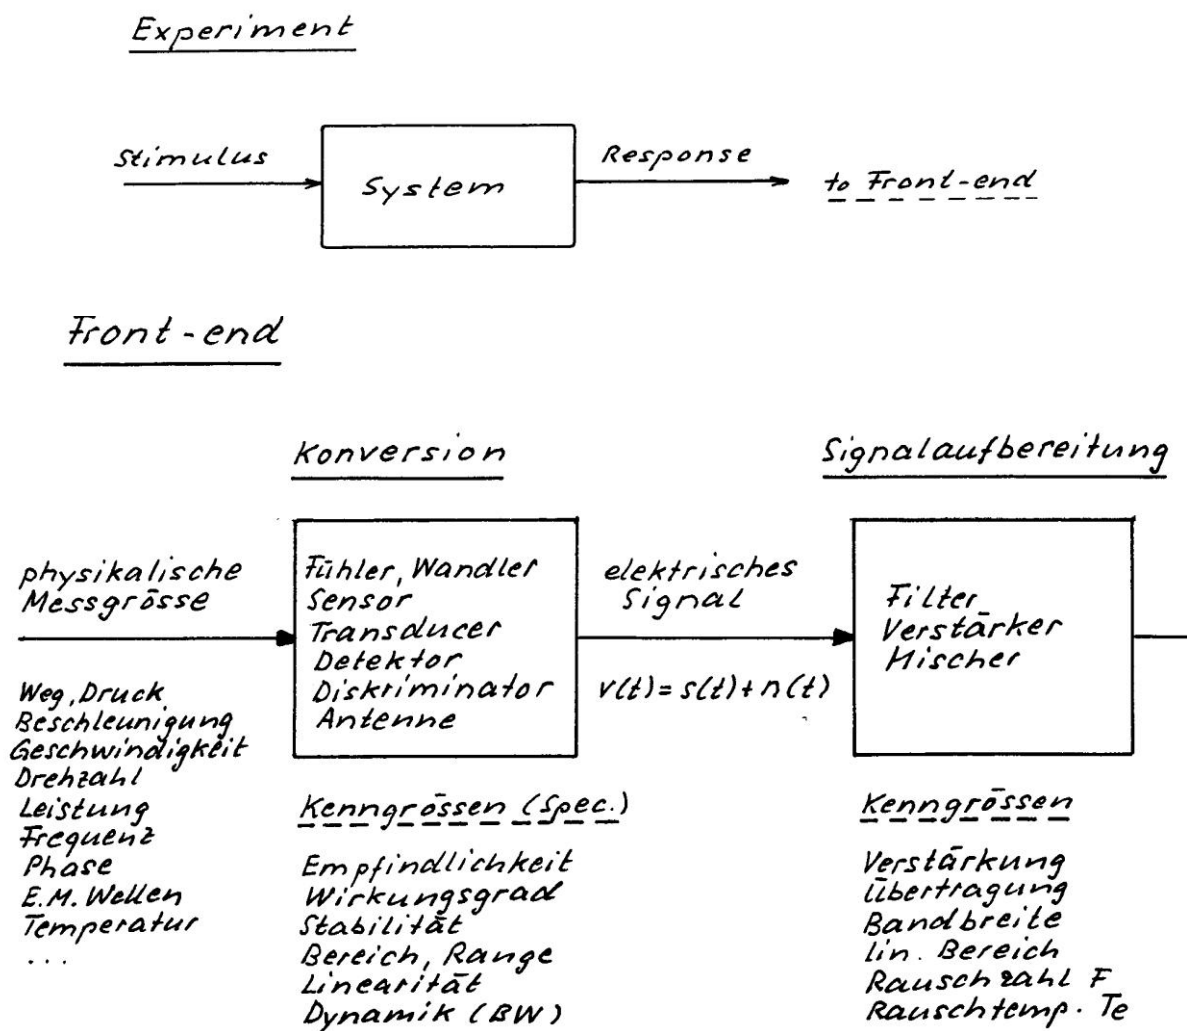 Experiment
Stimulus
System
Response
to Front-end
Front-end
Konversion
Signalaufbereitung
physikalische
Messgrösse
Fühler, Wandler
Sensor
Transducer
Detektor
Diskriminator
Antenne
elektrisches
Signal
v(t) = s(t) + n(t)
Filter
Verstärker
Mischer
Weg, Druck
Beschleunigung
Geschwindigkeit
Drehzahl
Leistung
Frequenz
Phase
E.M. Wellen
Temperatur
...
Kenngrössen (Spec.)
Empfindlichkeit
Wirkungsgrad
Stabilität
Bereich, Range
Linearität
Dynamik (BW)
Kenngrössen
Verstärkung
Übertragung
Bandbreite
lin. Bereich
Rauschzahl F
Rauschtemp. Te